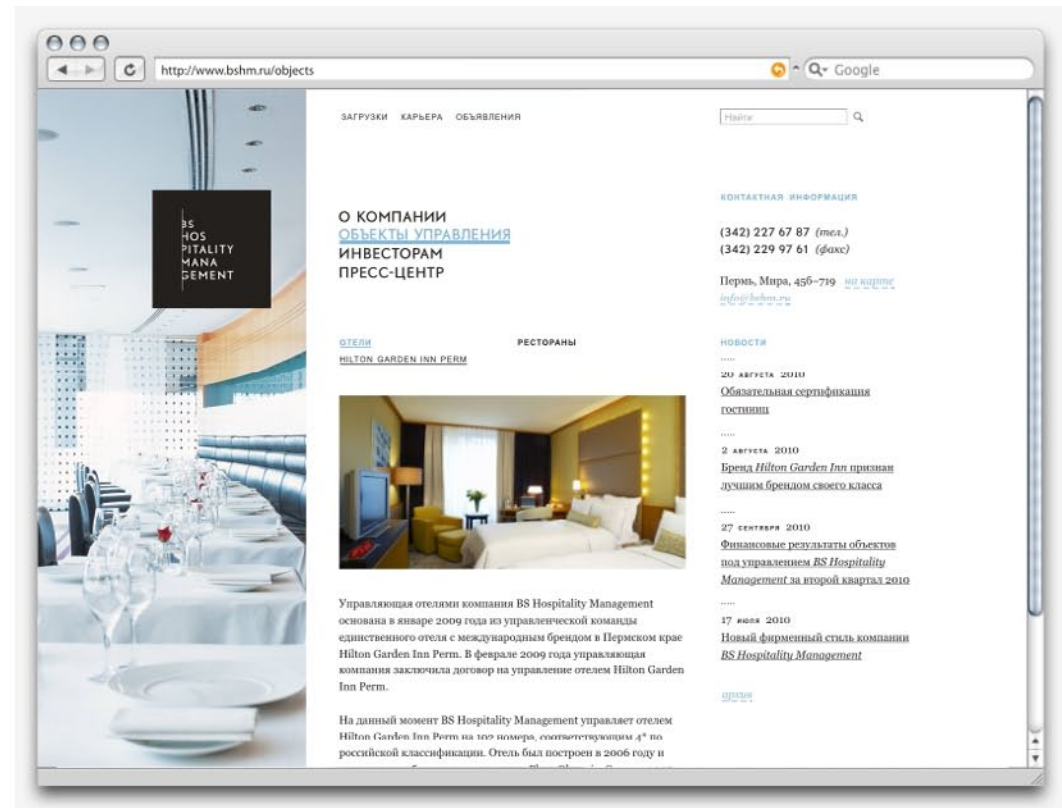 http://www.bshm.ru/objects
Google
ЗАГРУЗКИ КАРЬЕРА ОБЪЯВЛЕНИЯ
Найти
BS
HOS
PITALITY
MANA
GEMENT
О КОМПАНИИ
ОБЪЕКТЫ УПРАВЛЕНИЯ
ИНВЕСТОРАМ
ПРЕСС-ЦЕНТР
ОТЕЛИ
РЕСТОРАНЫ
HILTON GARDEN INN PERM
Управляющая отелями компания BS Hospitality Management
основана в январе 2009 года из управленческой команды
единственного отеля с международным брендом в Пермском крае
Hilton Garden Inn Perm. В феврале 2009 года управляющая
компания заключила договор на управление отелем Hilton Garden
Inn Perm.
На данный момент BS Hospitality Management управляет отелем
Hilton Garden Inn Perm на 102 номера, соответствующим 4* по
российской классификации. Отель был построен в 2006 году и
КОНТАКТНАЯ ИНФОРМАЦИЯ
(342) 227 67 87 (тел.)
(342) 229 97 61 (факс)
Пермь, Мира, 45б–719 на карте
info@bshm.ru
НОВОСТИ
.....
20 АВГУСТА 2010
Обязательная сертификация
гостиниц
.....
2 АВГУСТА 2010
Бренд Hilton Garden Inn признан
лучшим брендом своего класса
.....
27 СЕНТЯБРЯ 2010
Финансовые результаты объектов
под управлением BS Hospitality
Management за второй квартал 2010
.....
17 ИЮЛЯ 2010
Новый фирменный стиль компании
BS Hospitality Management
архив